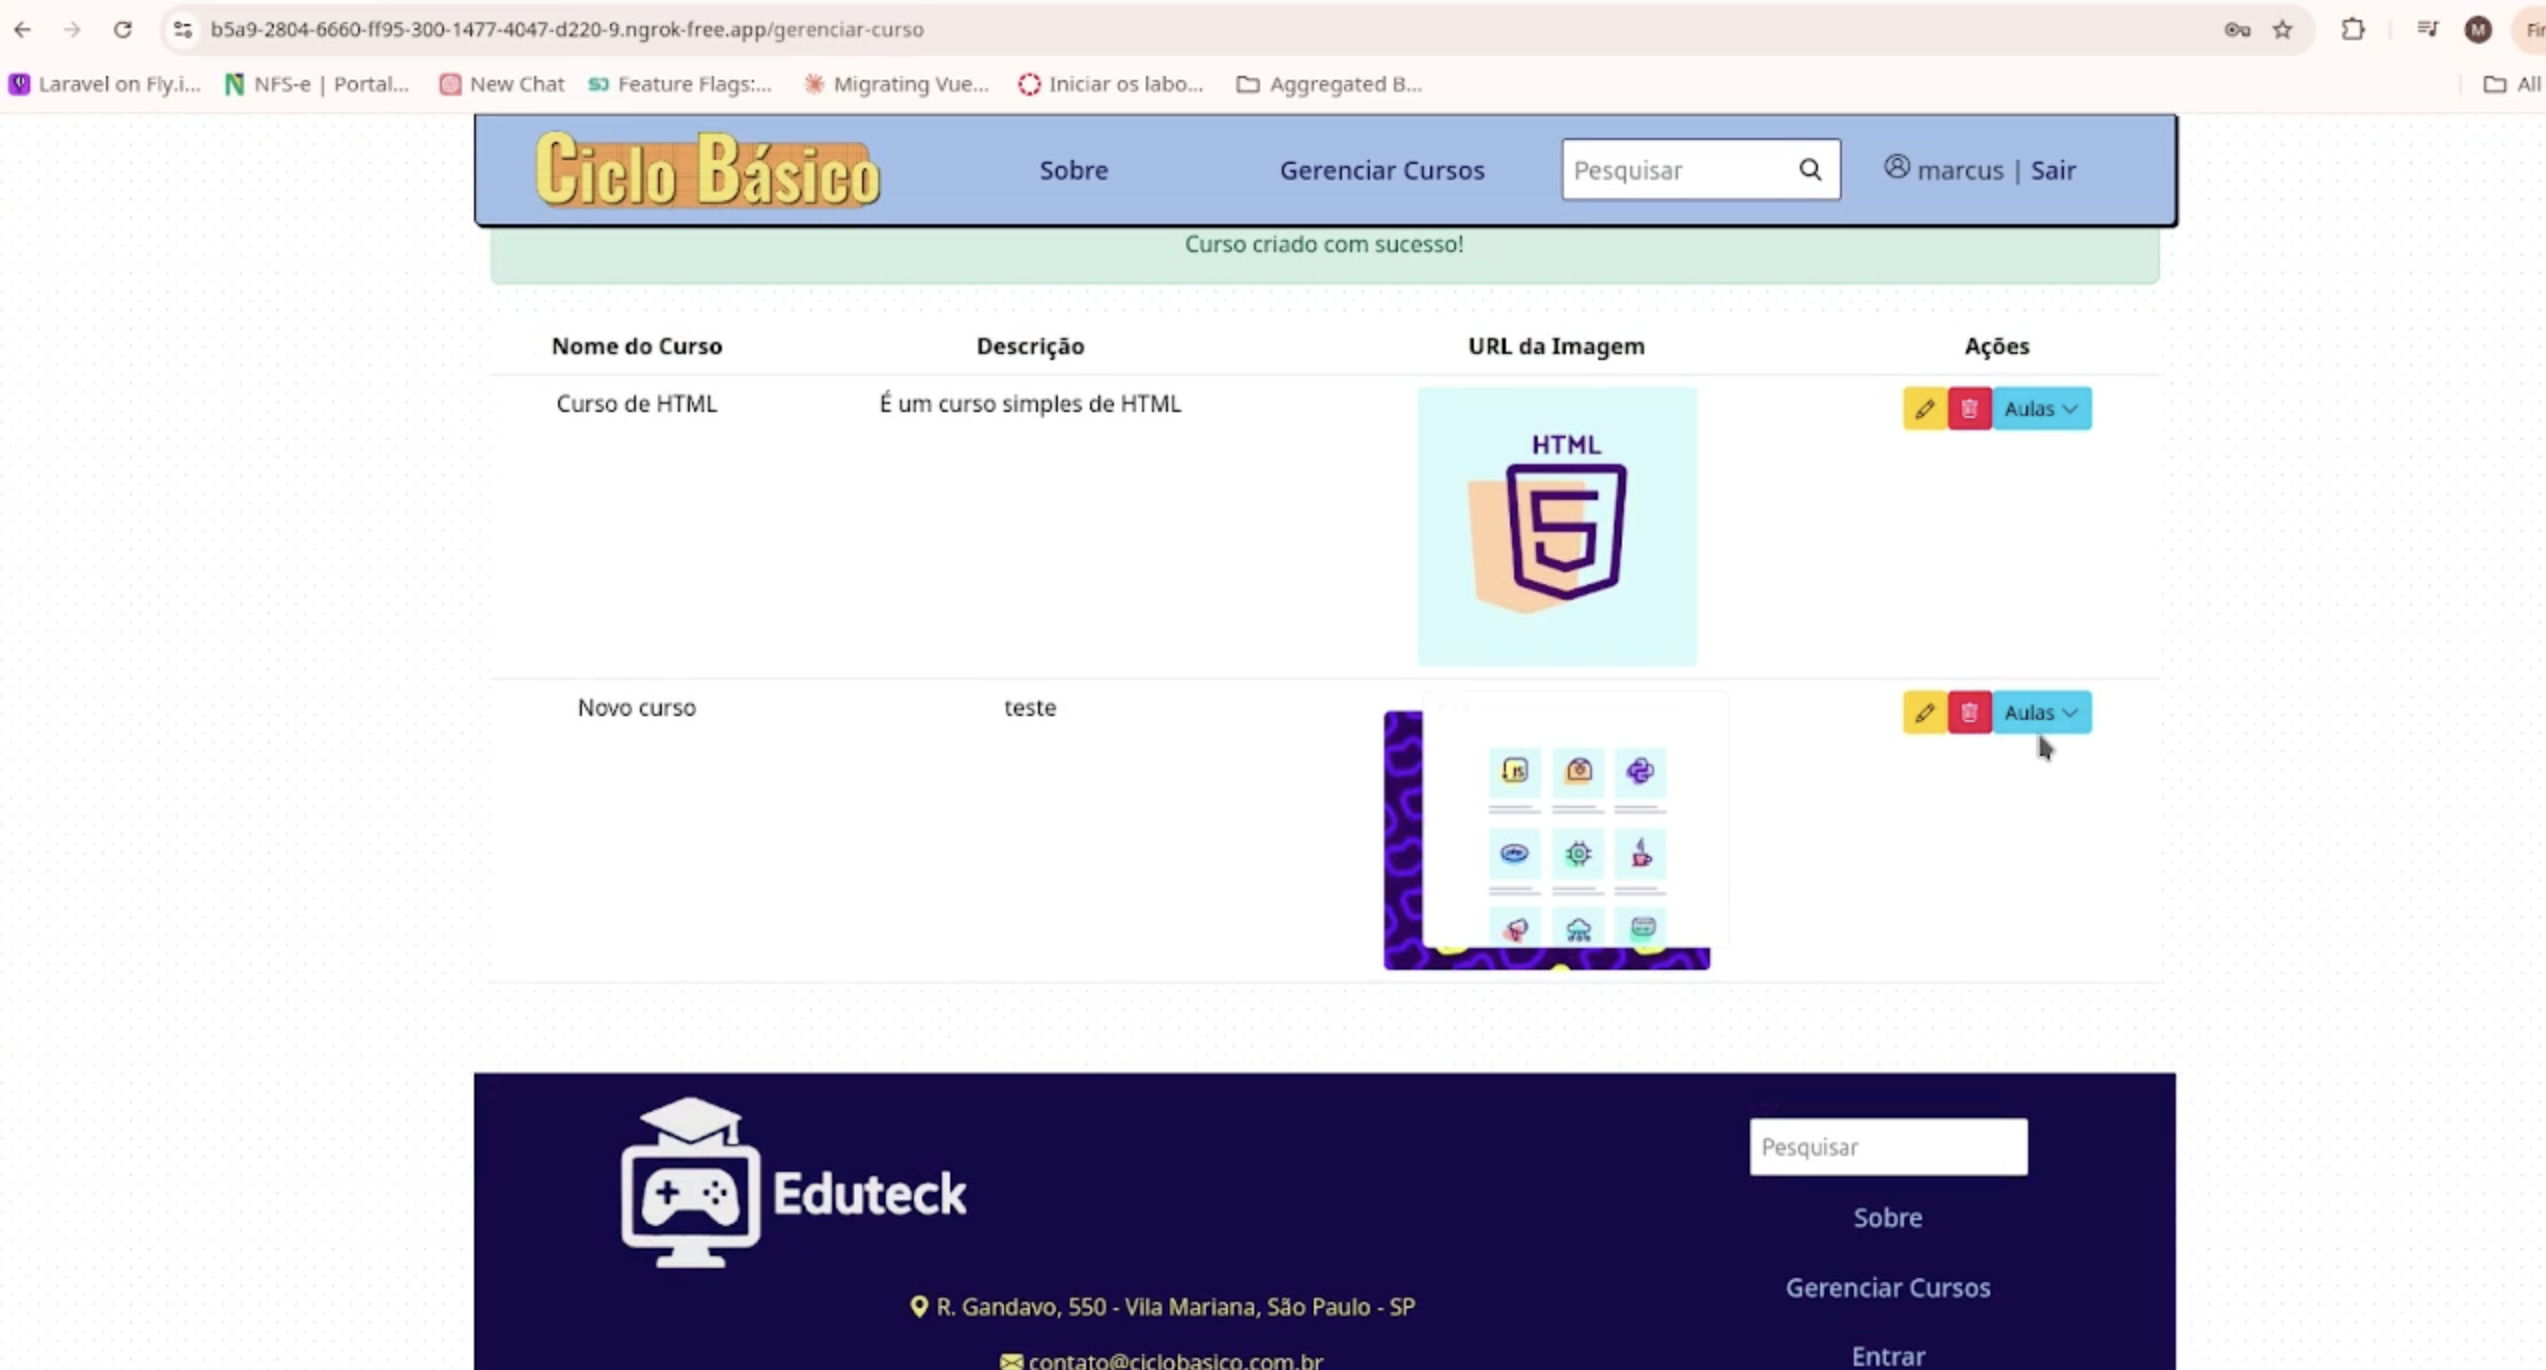 b5a9-2804-6660-ff95-300-1477-4047-d220-9.ngrok-free.app/gerenciar-curso
M
Laravel on Fly.i... NFS-e | Portal... New Chat Feature Flags:... Migrating Vue... Iniciar os labo... Aggregated B... All
Ciclo Básico Sobre Gerenciar Cursos Pesquisar marcus | Sair
Curso criado com sucesso!
Nome do Curso Descrição URL da Imagem Ações
Curso de HTML É um curso simples de HTML Aulas
HTML
5
Novo curso teste Aulas
JS
php
Eduteck
Pesquisar
Sobre
Gerenciar Cursos
R. Gandavo, 550 - Vila Mariana, São Paulo - SP
Entrar
contato@ciclobasico.com.br